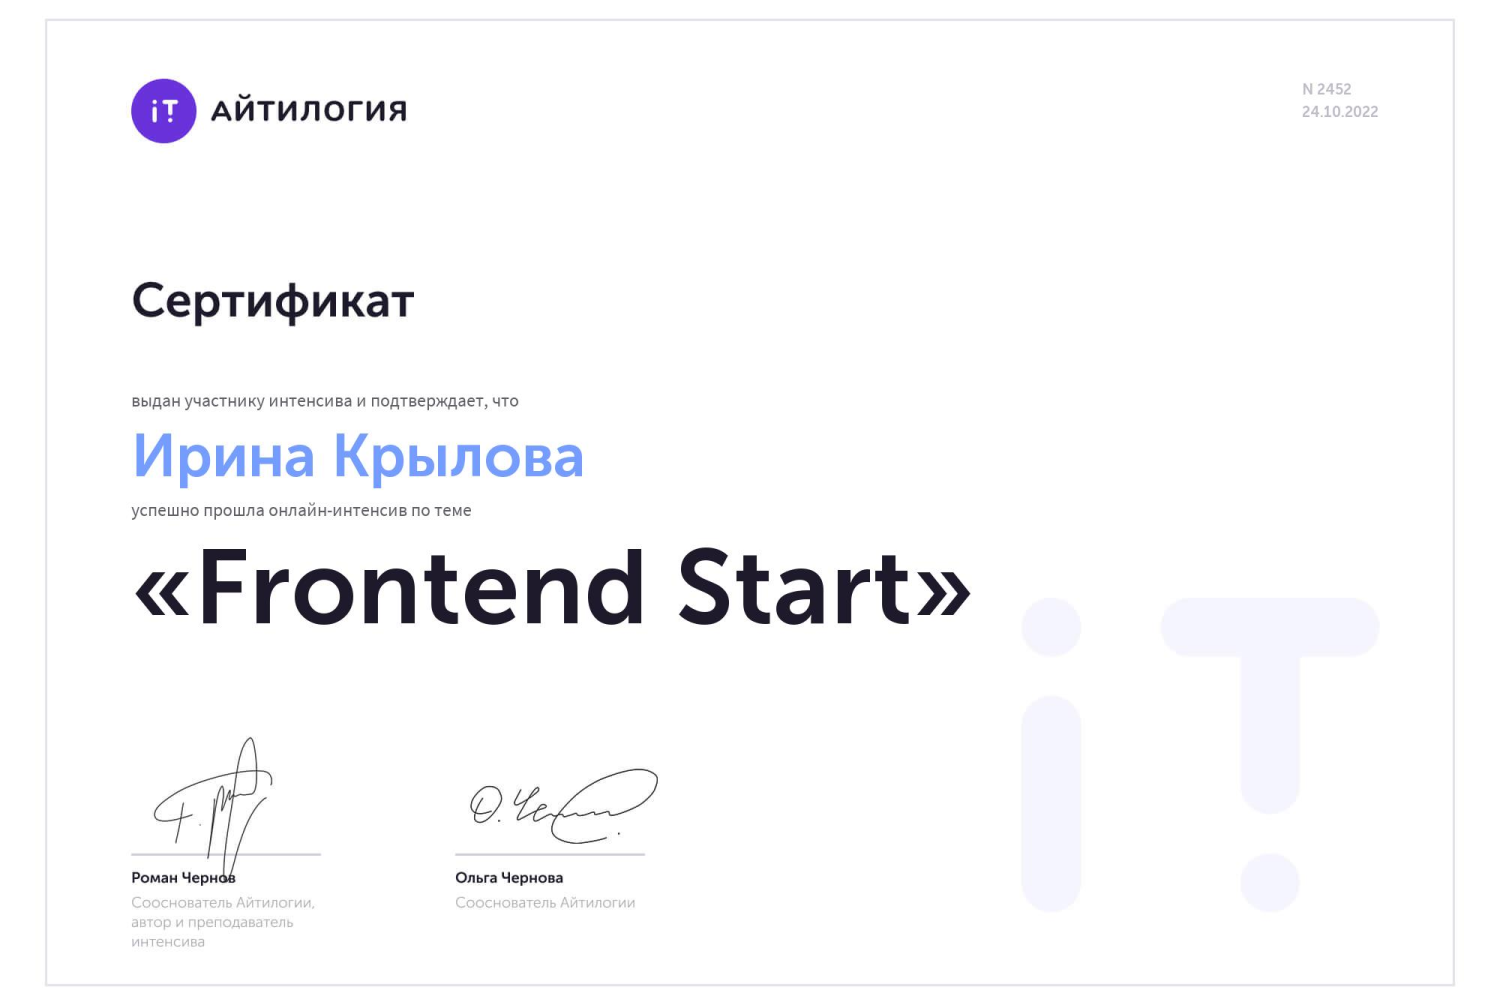 iT АЙТИЛОГИЯ
N 2452
24.10.2022
Сертификат
выдан участнику интенсива и подтверждает, что
Ирина Крылова
успешно прошла онлайн-интенсив по теме
«Frontend Start»
iT
Роман Чернов
Сооснователь Айтилогии,
автор и преподаватель
интенсива
Ольга Чернова
Сооснователь Айтилогии